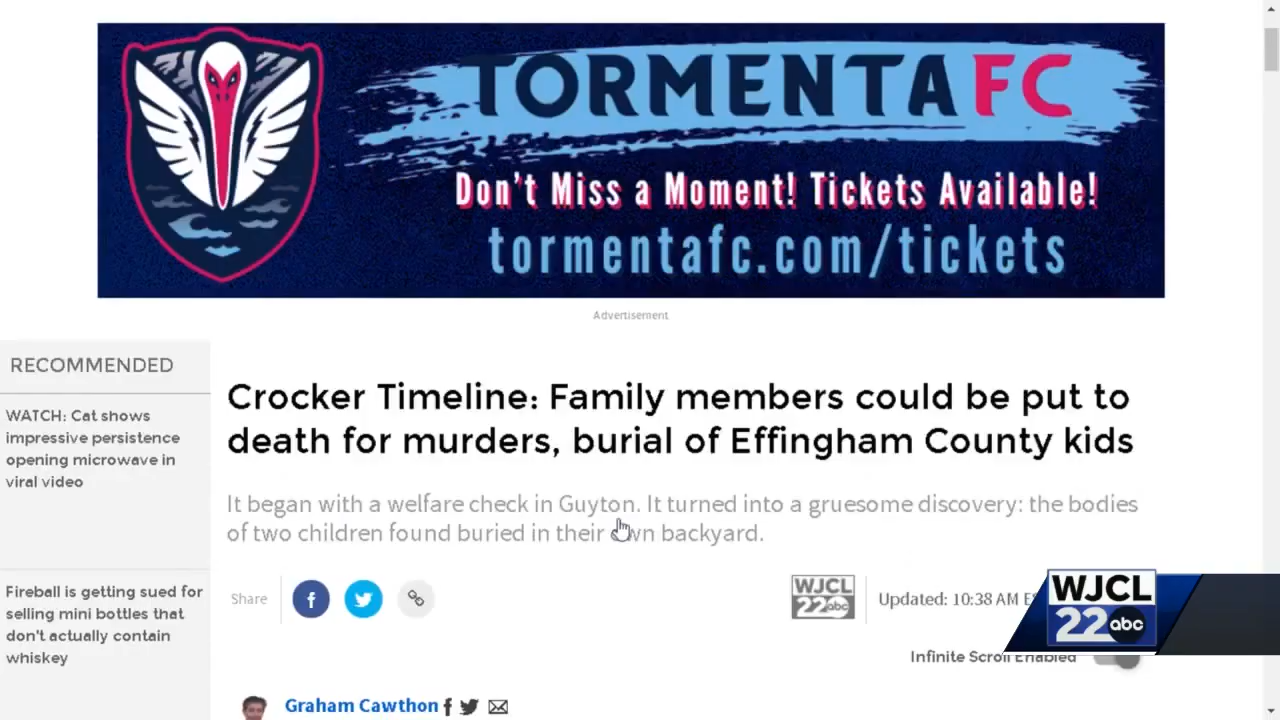 TORMENTA FC
Don't Miss a Moment! Tickets Available!
tormentafc.com/tickets
Advertisement
RECOMMENDED
WATCH: Cat shows
impressive persistence
opening microwave in
viral video
Fireball is getting sued for
selling mini bottles that
don't actually contain
whiskey
Crocker Timeline: Family members could be put to
death for murders, burial of Effingham County kids
It began with a welfare check in Guyton. It turned into a gruesome discovery: the bodies
of two children found buried in their own backyard.
Share
f
WJCL
22 abc
Updated: 10:38 AM
WJCL
22 abc
Infinite Scroll Enabled
Graham Cawthon